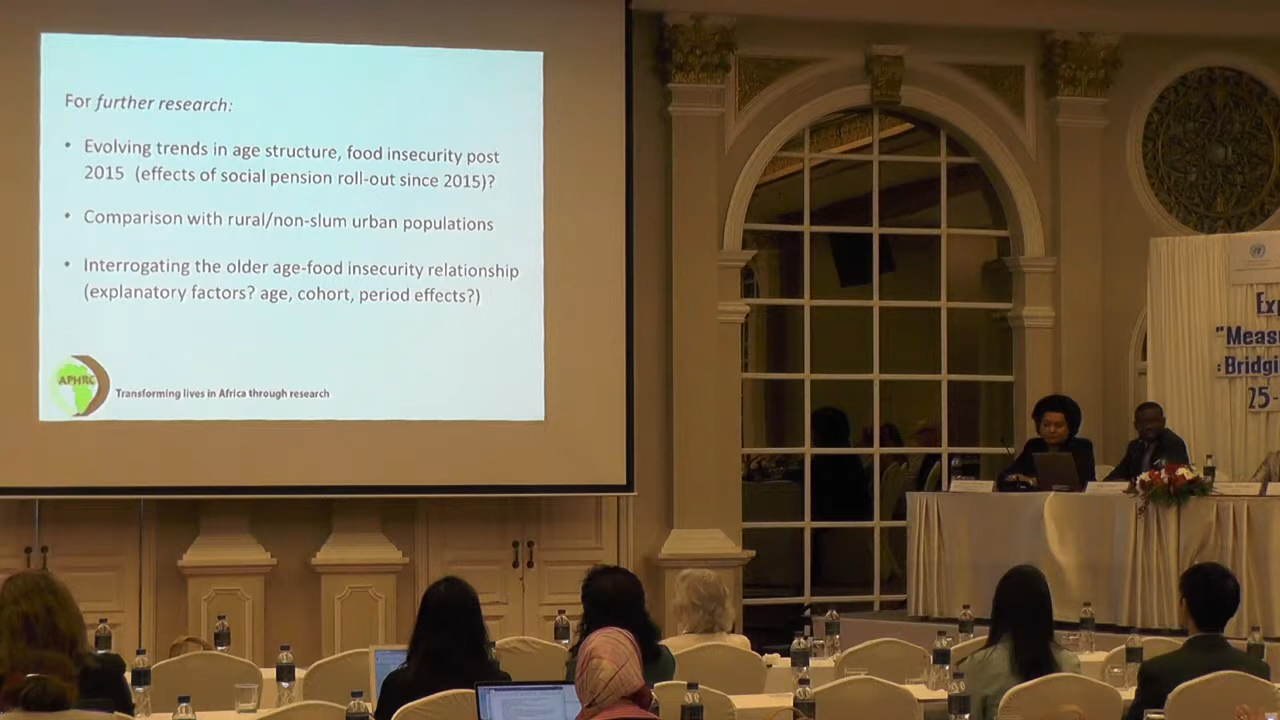 For further research:
• Evolving trends in age structure, food insecurity post
2015 (effects of social pension roll-out since 2015)?
• Comparison with rural/non-slum urban populations
• Interrogating the older age-food insecurity relationship
(explanatory factors? age, cohort, period effects?)
APHRC
Transforming lives in Africa through research
Ex
"Meas
: Bridgi
25-